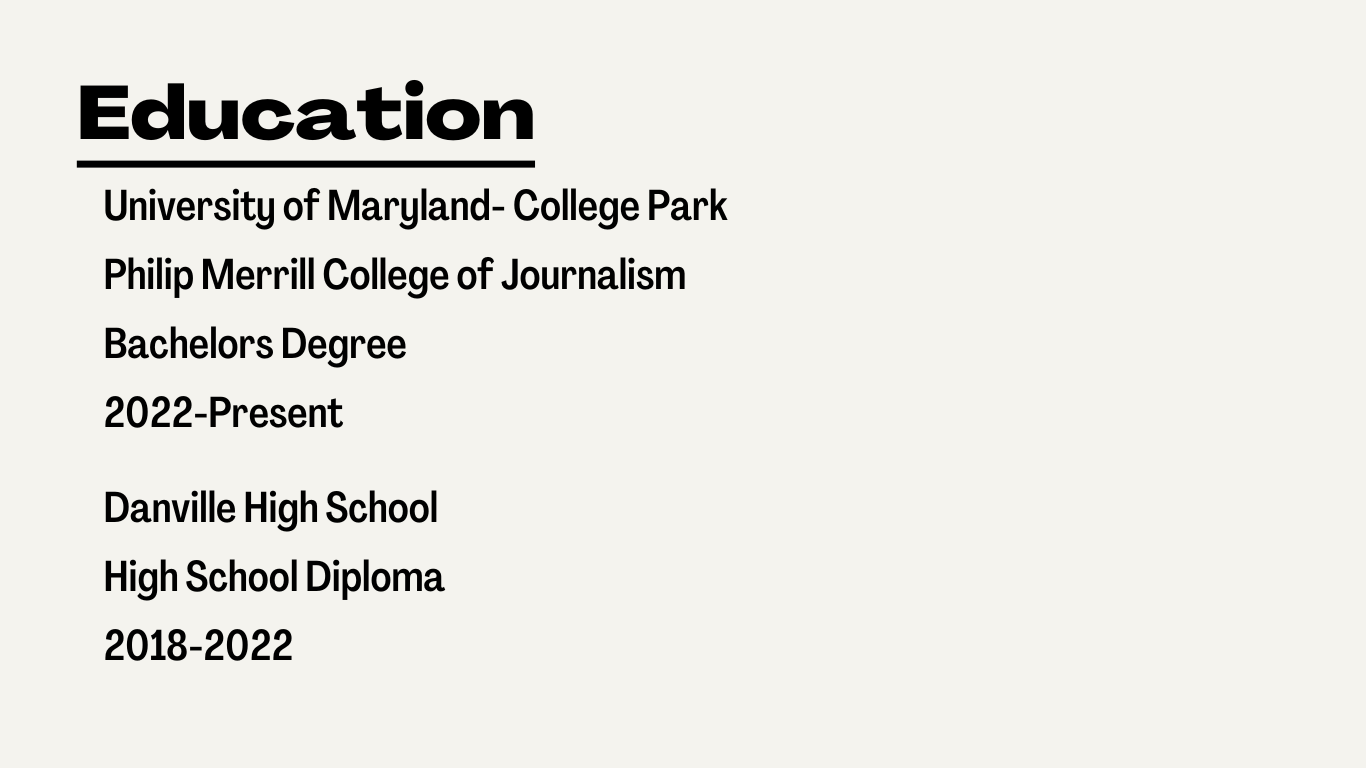 Education
University of Maryland- College Park
Philip Merrill College of Journalism
Bachelors Degree
2022-Present
Danville High School
High School Diploma
2018-2022